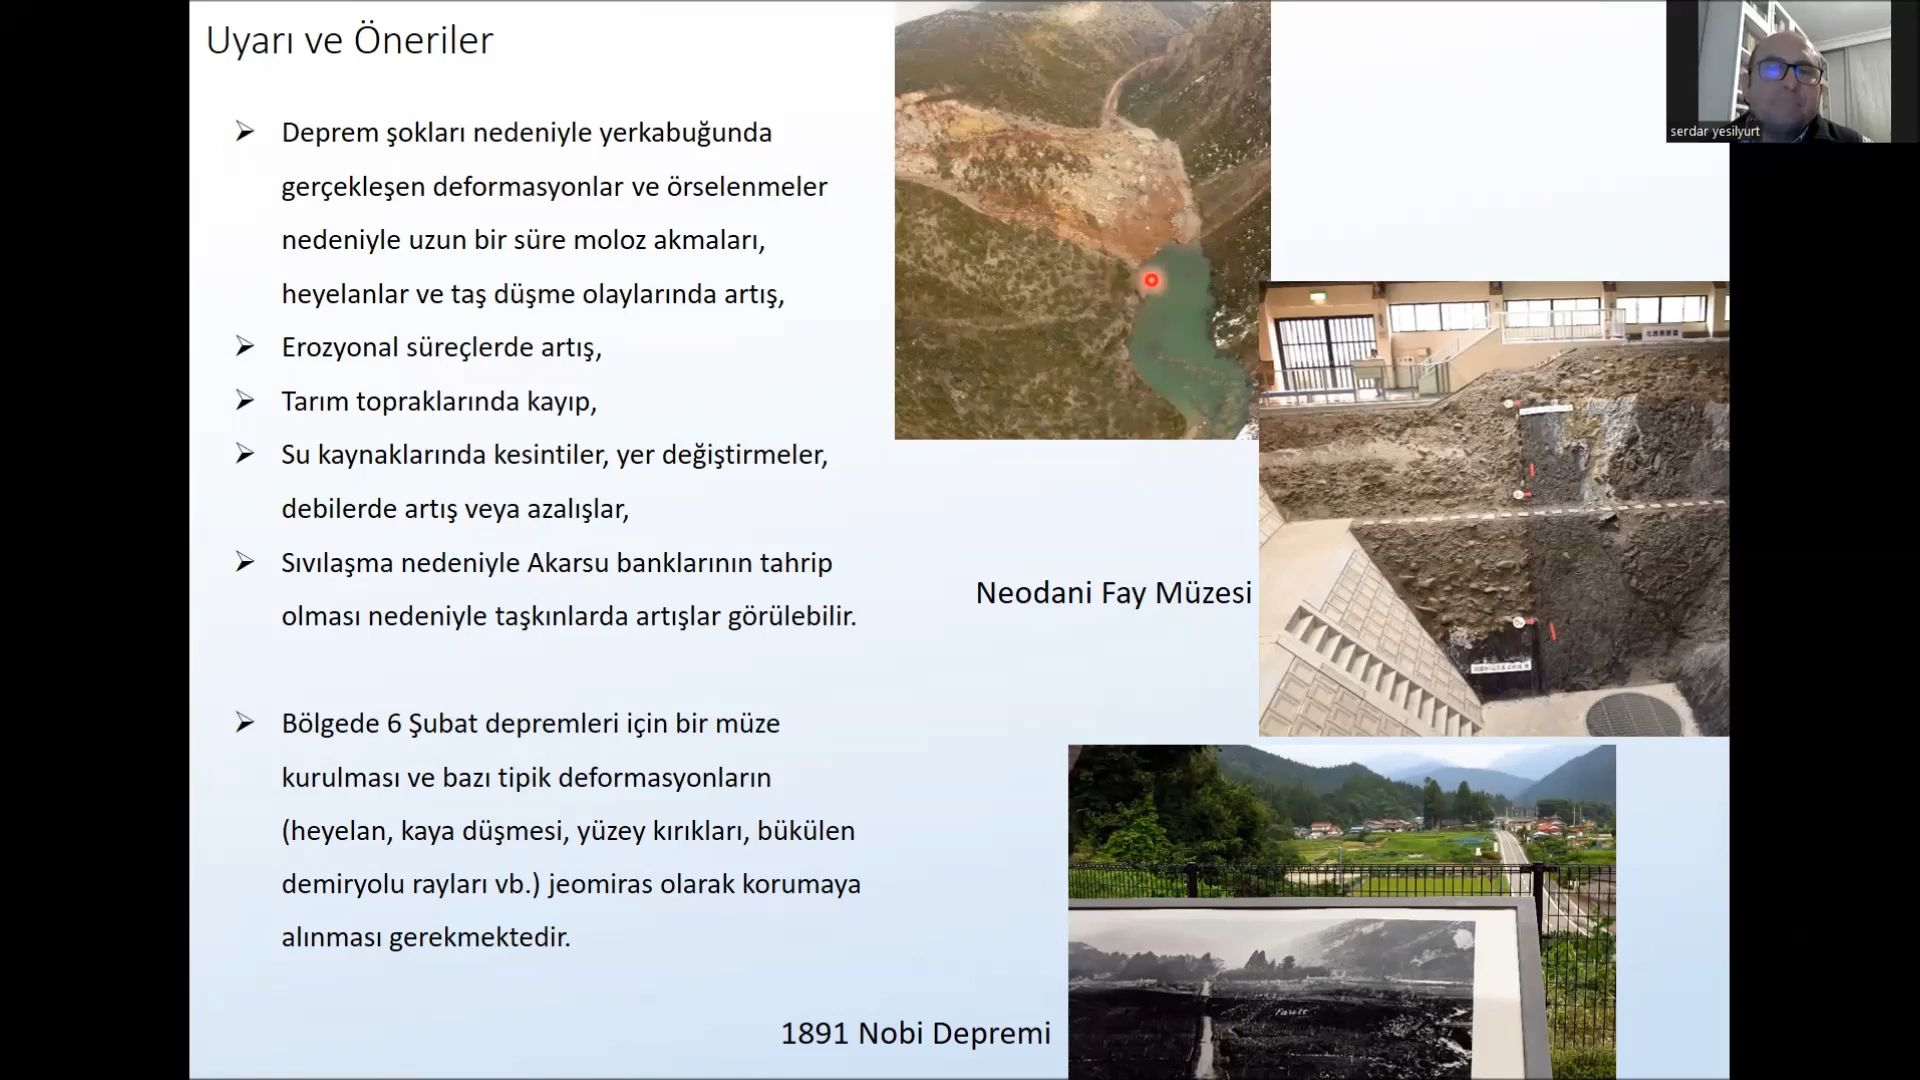 Uyarı ve Öneriler
serdar yesilyurt
➢ Deprem şokları nedeniyle yerkabuğunda
gerçekleşen deformasyonlar ve örselenmeler
nedeniyle uzun bir süre moloz akmaları,
heyelanlar ve taş düşme olaylarında artış,
➢ Erozyonal süreçlerde artış,
➢ Tarım topraklarında kayıp,
➢ Su kaynaklarında kesintiler, yer değiştirmeler,
debilerde artış veya azalışlar,
➢ Sıvılaşma nedeniyle Akarsu banklarının tahrip
olması nedeniyle taşkınlarda artışlar görülebilir.
Neodani Fay Müzesi
➢ Bölgede 6 Şubat depremleri için bir müze
kurulması ve bazı tipik deformasyonların
(heyelan, kaya düşmesi, yüzey kırıkları, bükülen
demiryolu rayları vb.) jeomiras olarak korumaya
alınması gerekmektedir.
Fault
1891 Nobi Depremi